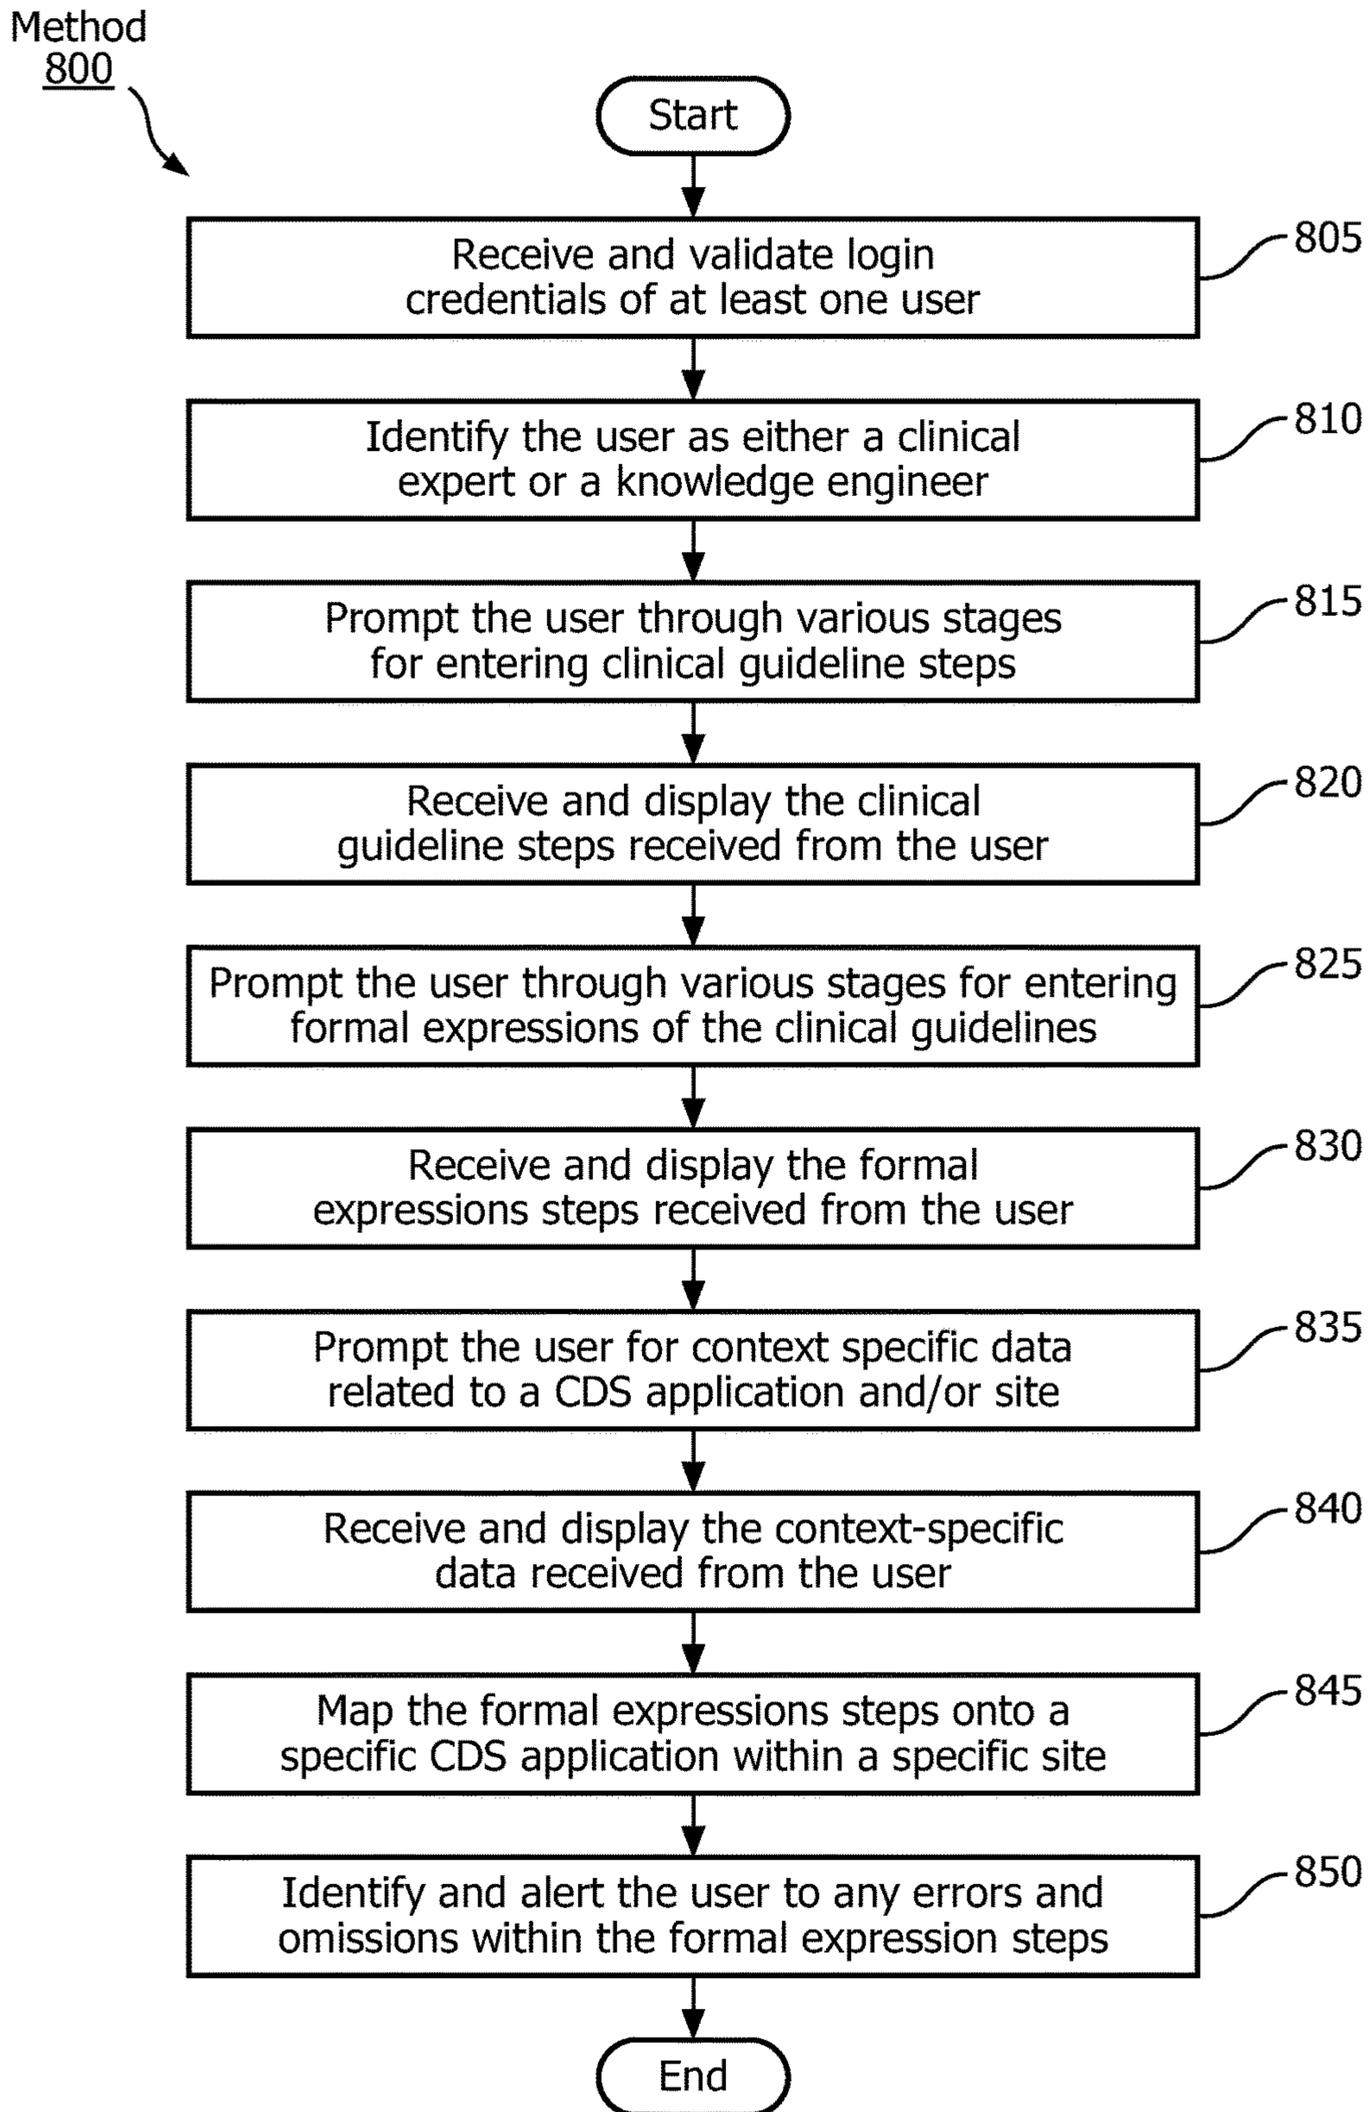 Method
800
Start
Receive and validate login
credentials of at least one user
805
Identify the user as either a clinical
expert or a knowledge engineer
810
Prompt the user through various stages
for entering clinical guideline steps
815
Receive and display the clinical
guideline steps received from the user
820
Prompt the user through various stages for entering
formal expressions of the clinical guidelines
825
Receive and display the formal
expressions steps received from the user
830
Prompt the user for context specific data
related to a CDS application and/or site
835
Receive and display the context-specific
data received from the user
840
Map the formal expressions steps onto a
specific CDS application within a specific site
845
Identify and alert the user to any errors and
omissions within the formal expression steps
850
End